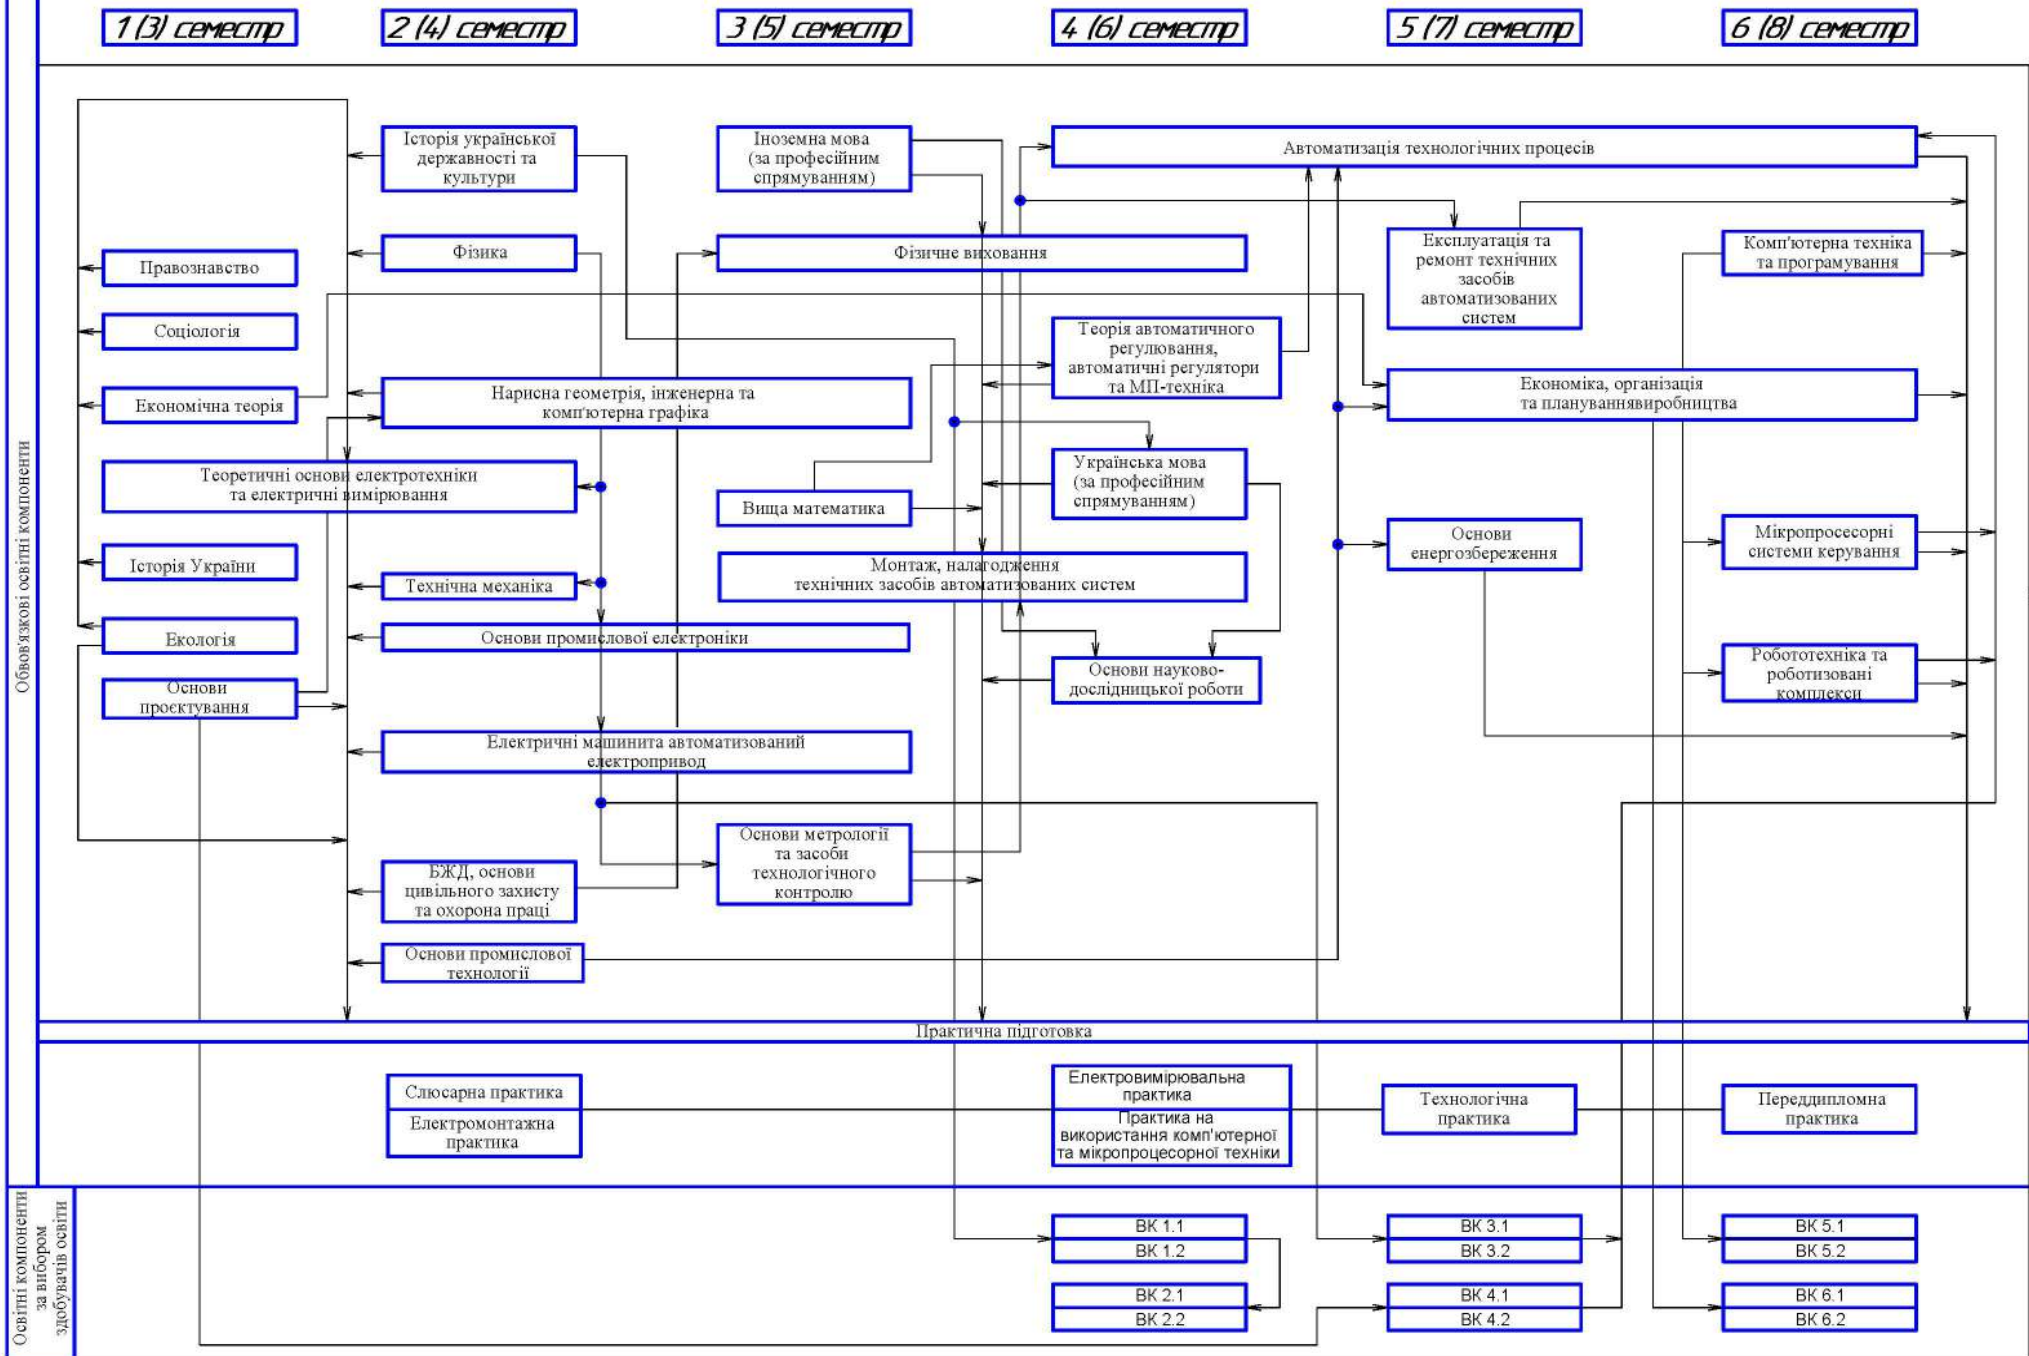 1 (3) семестр
2 (4) семестр
3 (5) семестр
4 (6) семестр
5 (7) семестр
6 (8) семестр
Обовв'язкові освітні компоненти
Правознавство
Соціологія
Економічна теорія
Теоретичні основи електротехніки
та електричні вимірювання
Історія України
Екологія
Основи
проєктування
Історія української
державності та
культури
Фізика
Нарисна геометрія, інженерна та
комп'ютерна графіка
Технічна механіка
Основи промислової електроніки
Електричні машинита автоматизований
електропривод
БЖД, основи
цивільного захисту
та охорона праці
Основи промислової
технології
Іноземна мова
(за професійним
спрямуванням)
Фізичне виховання
Вища математика
Монтаж, налагодження
технічних засобів автоматизованих систем
Основи метрології
та засоби
технологічного
контролю
Автоматизація технологічних процесів
Теорія автоматичного
регулювання,
автоматичні регулятори
та МП-техніка
Українська мова
(за професійним
спрямуванням)
Основи науково-
дослідницької роботи
Експлуатація та
ремонт технічних
засобів
автоматизованих
систем
Економіка, організація
та плануваннявиробництва
Основи
енергозбереження
Комп'ютерна техніка
та програмування
Мікропросесорні
системи керування
Робототехніка та
роботизовані
комплекси
Практична підготовка
Слюсарна практика
Електромонтажна
практика
Електровимірювальна
практика
Практика на
використання комп'ютерної
та мікропроцесорної техніки
Технологічна
практика
Переддипломна
практика
Освітні компоненти
за вибором
здобувачів освіти
ВК 1.1
ВК 1.2
ВК 2.1
ВК 2.2
ВК 3.1
ВК 3.2
ВК 4.1
ВК 4.2
ВК 5.1
ВК 5.2
ВК 6.1
ВК 6.2